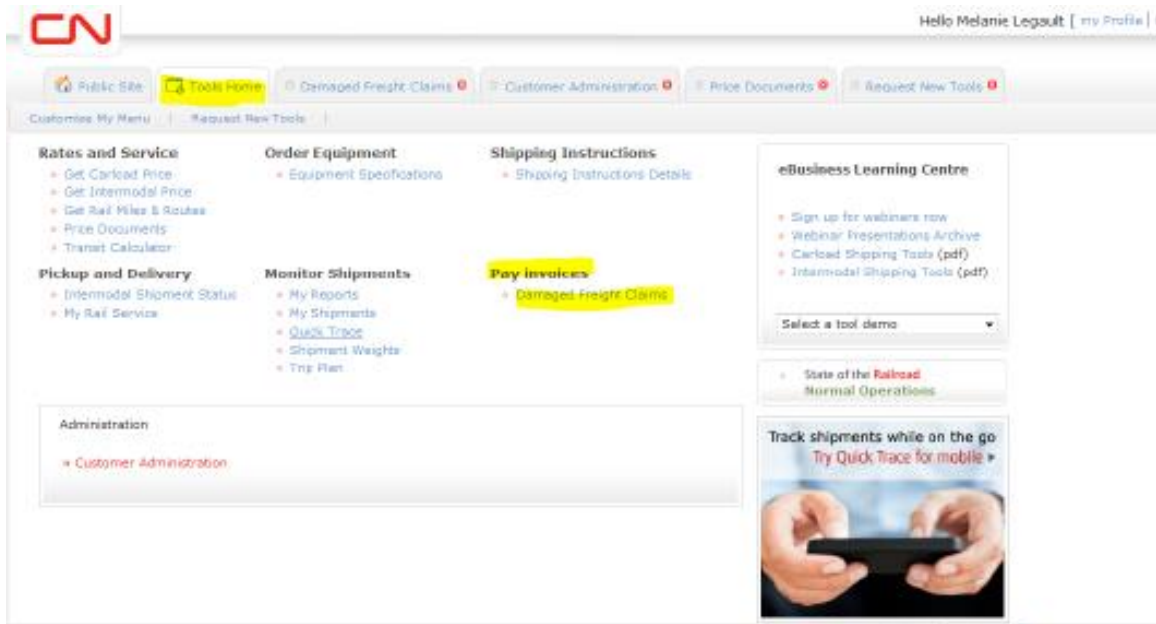 CN
Hello Melanie Legault [ my Profile |
Public Site
Tools Home
Damaged Freight Claims
Customer Administration
Price Documents
Request New Tools
Customize My Menu | Request New Tools |
Rates and Service
Get Carload Price
Get Intermodal Price
Get Rail Miles & Routes
Price Documents
Transit Calculator
Order Equipment
Equipment Specifications
Shipping Instructions
Shipping Instructions Details
Pickup and Delivery
Intermodal Shipment Status
My Rail Service
Monitor Shipments
My Reports
My Shipments
Quick Trace
Shipment Weights
Trip Plan
Pay invoices
Damaged Freight Claims
Administration
» Customer Administration
eBusiness Learning Centre
Sign up for webinars now
Webinar Presentations Archive
Carload Shipping Tools (pdf)
Intermodal Shipping Tools (pdf)
Select a tool demo
State of the Railroad
Normal Operations
Track shipments while on the go
Try Quick Trace for mobile